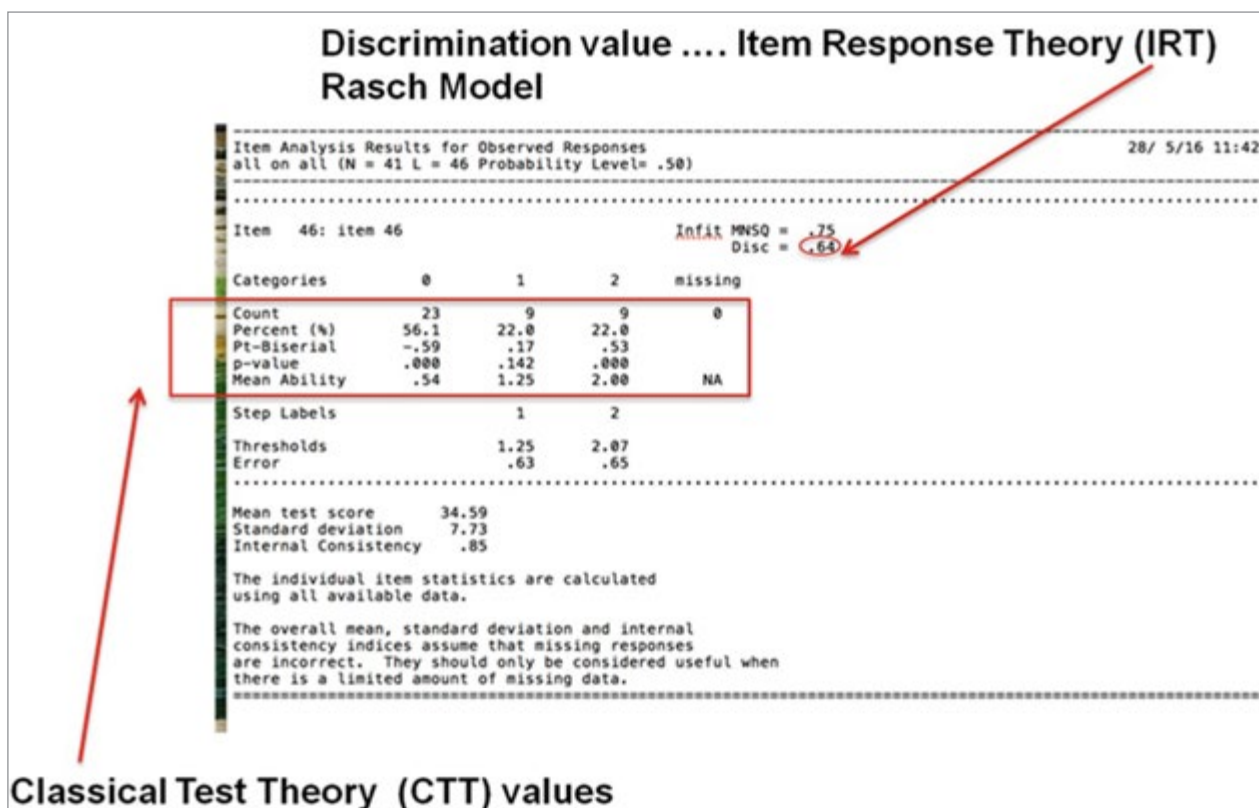 Discrimination value .... Item Response Theory (IRT)
Rasch Model
Item Analysis Results for Observed Responses 28/ 5/16 11:42
all on all (N = 41 L = 46 Probability Level= .50)
Item 46: item 46 Infit MNSQ = .75
Disc = .64
Categories 0 1 2 missing
Count 23 9 9 0
Percent (%) 56.1 22.0 22.0
Pt-Biserial -.59 .17 .53
p-value .000 .142 .000
Mean Ability .54 1.25 2.00 NA
Step Labels 1 2
Thresholds 1.25 2.07
Error .63 .65
Mean test score 34.59
Standard deviation 7.73
Internal Consistency .85
The individual item statistics are calculated
using all available data.
The overall mean, standard deviation and internal
consistency indices assume that missing responses
are incorrect. They should only be considered useful when
there is a limited amount of missing data.
Classical Test Theory (CTT) values